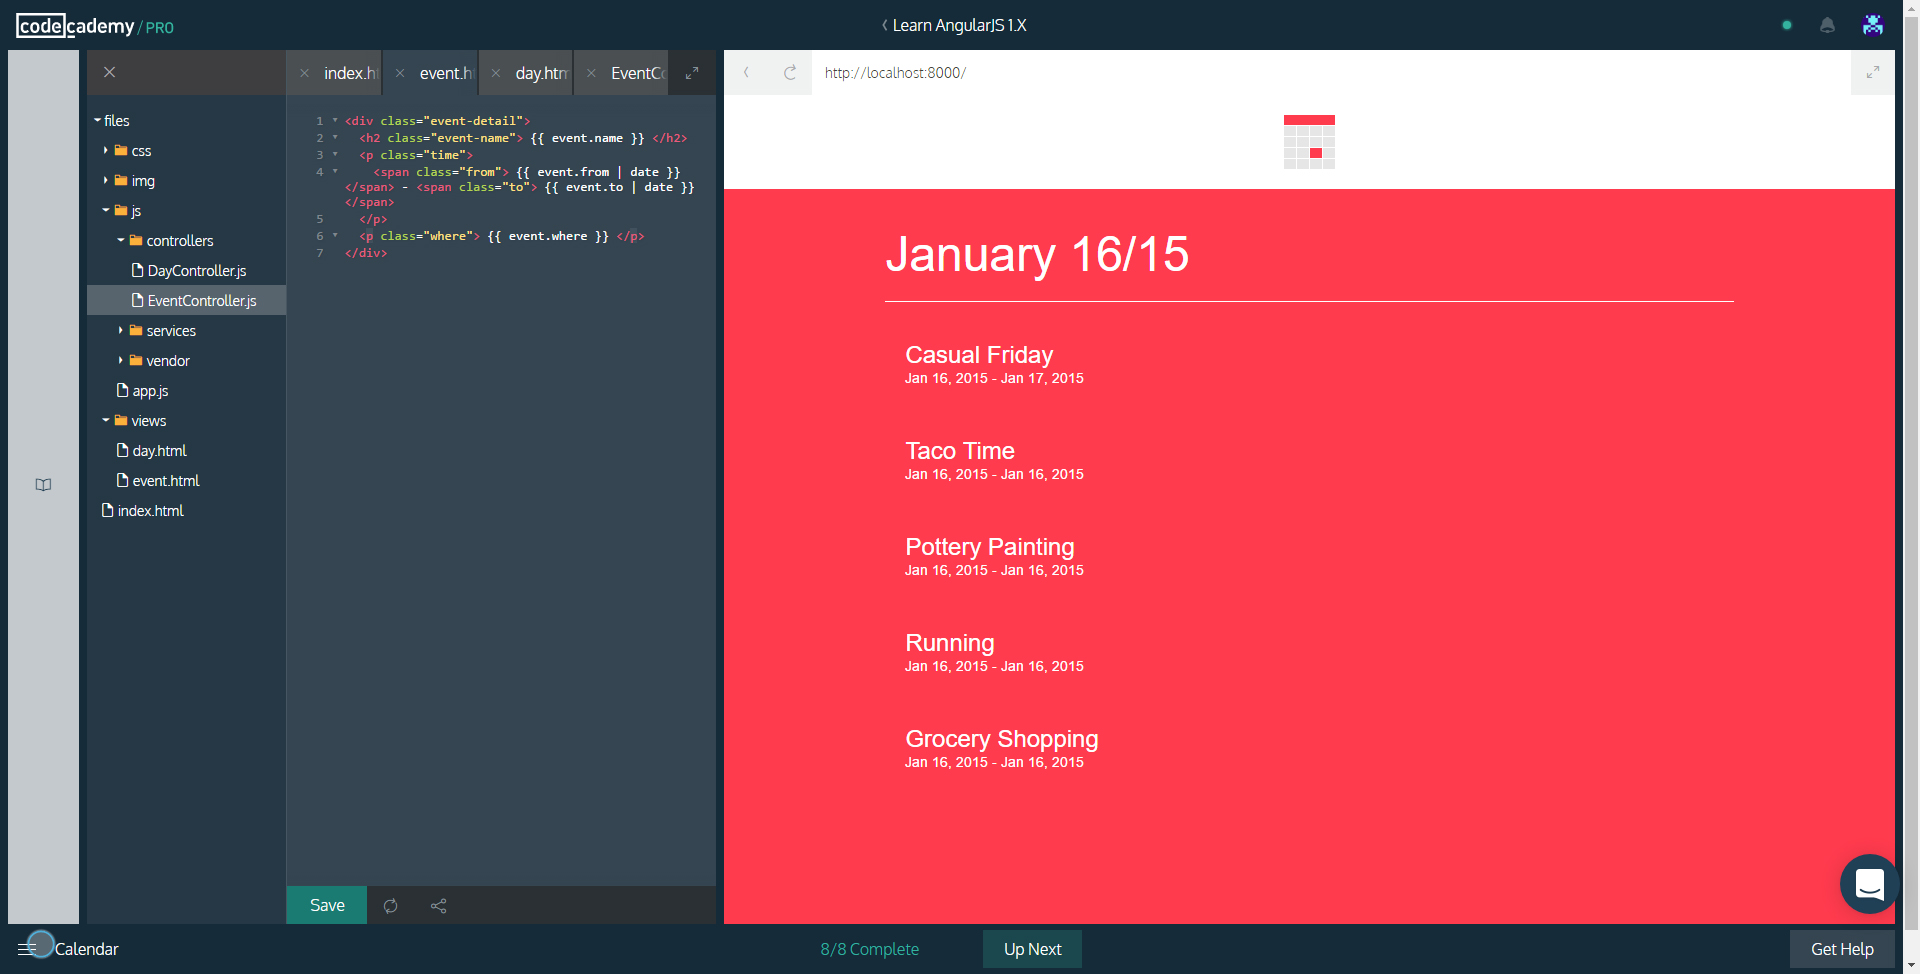 codecademy / PRO
Learn AngularJS 1.X
index.ht
event.h
day.htm
EventCo
http://localhost:8000/
files
css
img
js
controllers
DayController.js
EventController.js
services
vendor
app.js
views
day.html
event.html
index.html
1 <div class="event-detail">
2 <h2 class="event-name"> {{ event.name }} </h2>
3 <p class="time">
4 <span class="from"> {{ event.from | date }}
</span> - <span class="to"> {{ event.to | date }}
</span>
5 </p>
6 <p class="where"> {{ event.where }} </p>
7 </div>
January 16/15
Casual Friday
Jan 16, 2015 - Jan 17, 2015
Taco Time
Jan 16, 2015 - Jan 16, 2015
Pottery Painting
Jan 16, 2015 - Jan 16, 2015
Running
Jan 16, 2015 - Jan 16, 2015
Grocery Shopping
Jan 16, 2015 - Jan 16, 2015
Save
Calendar
8/8 Complete
Up Next
Get Help